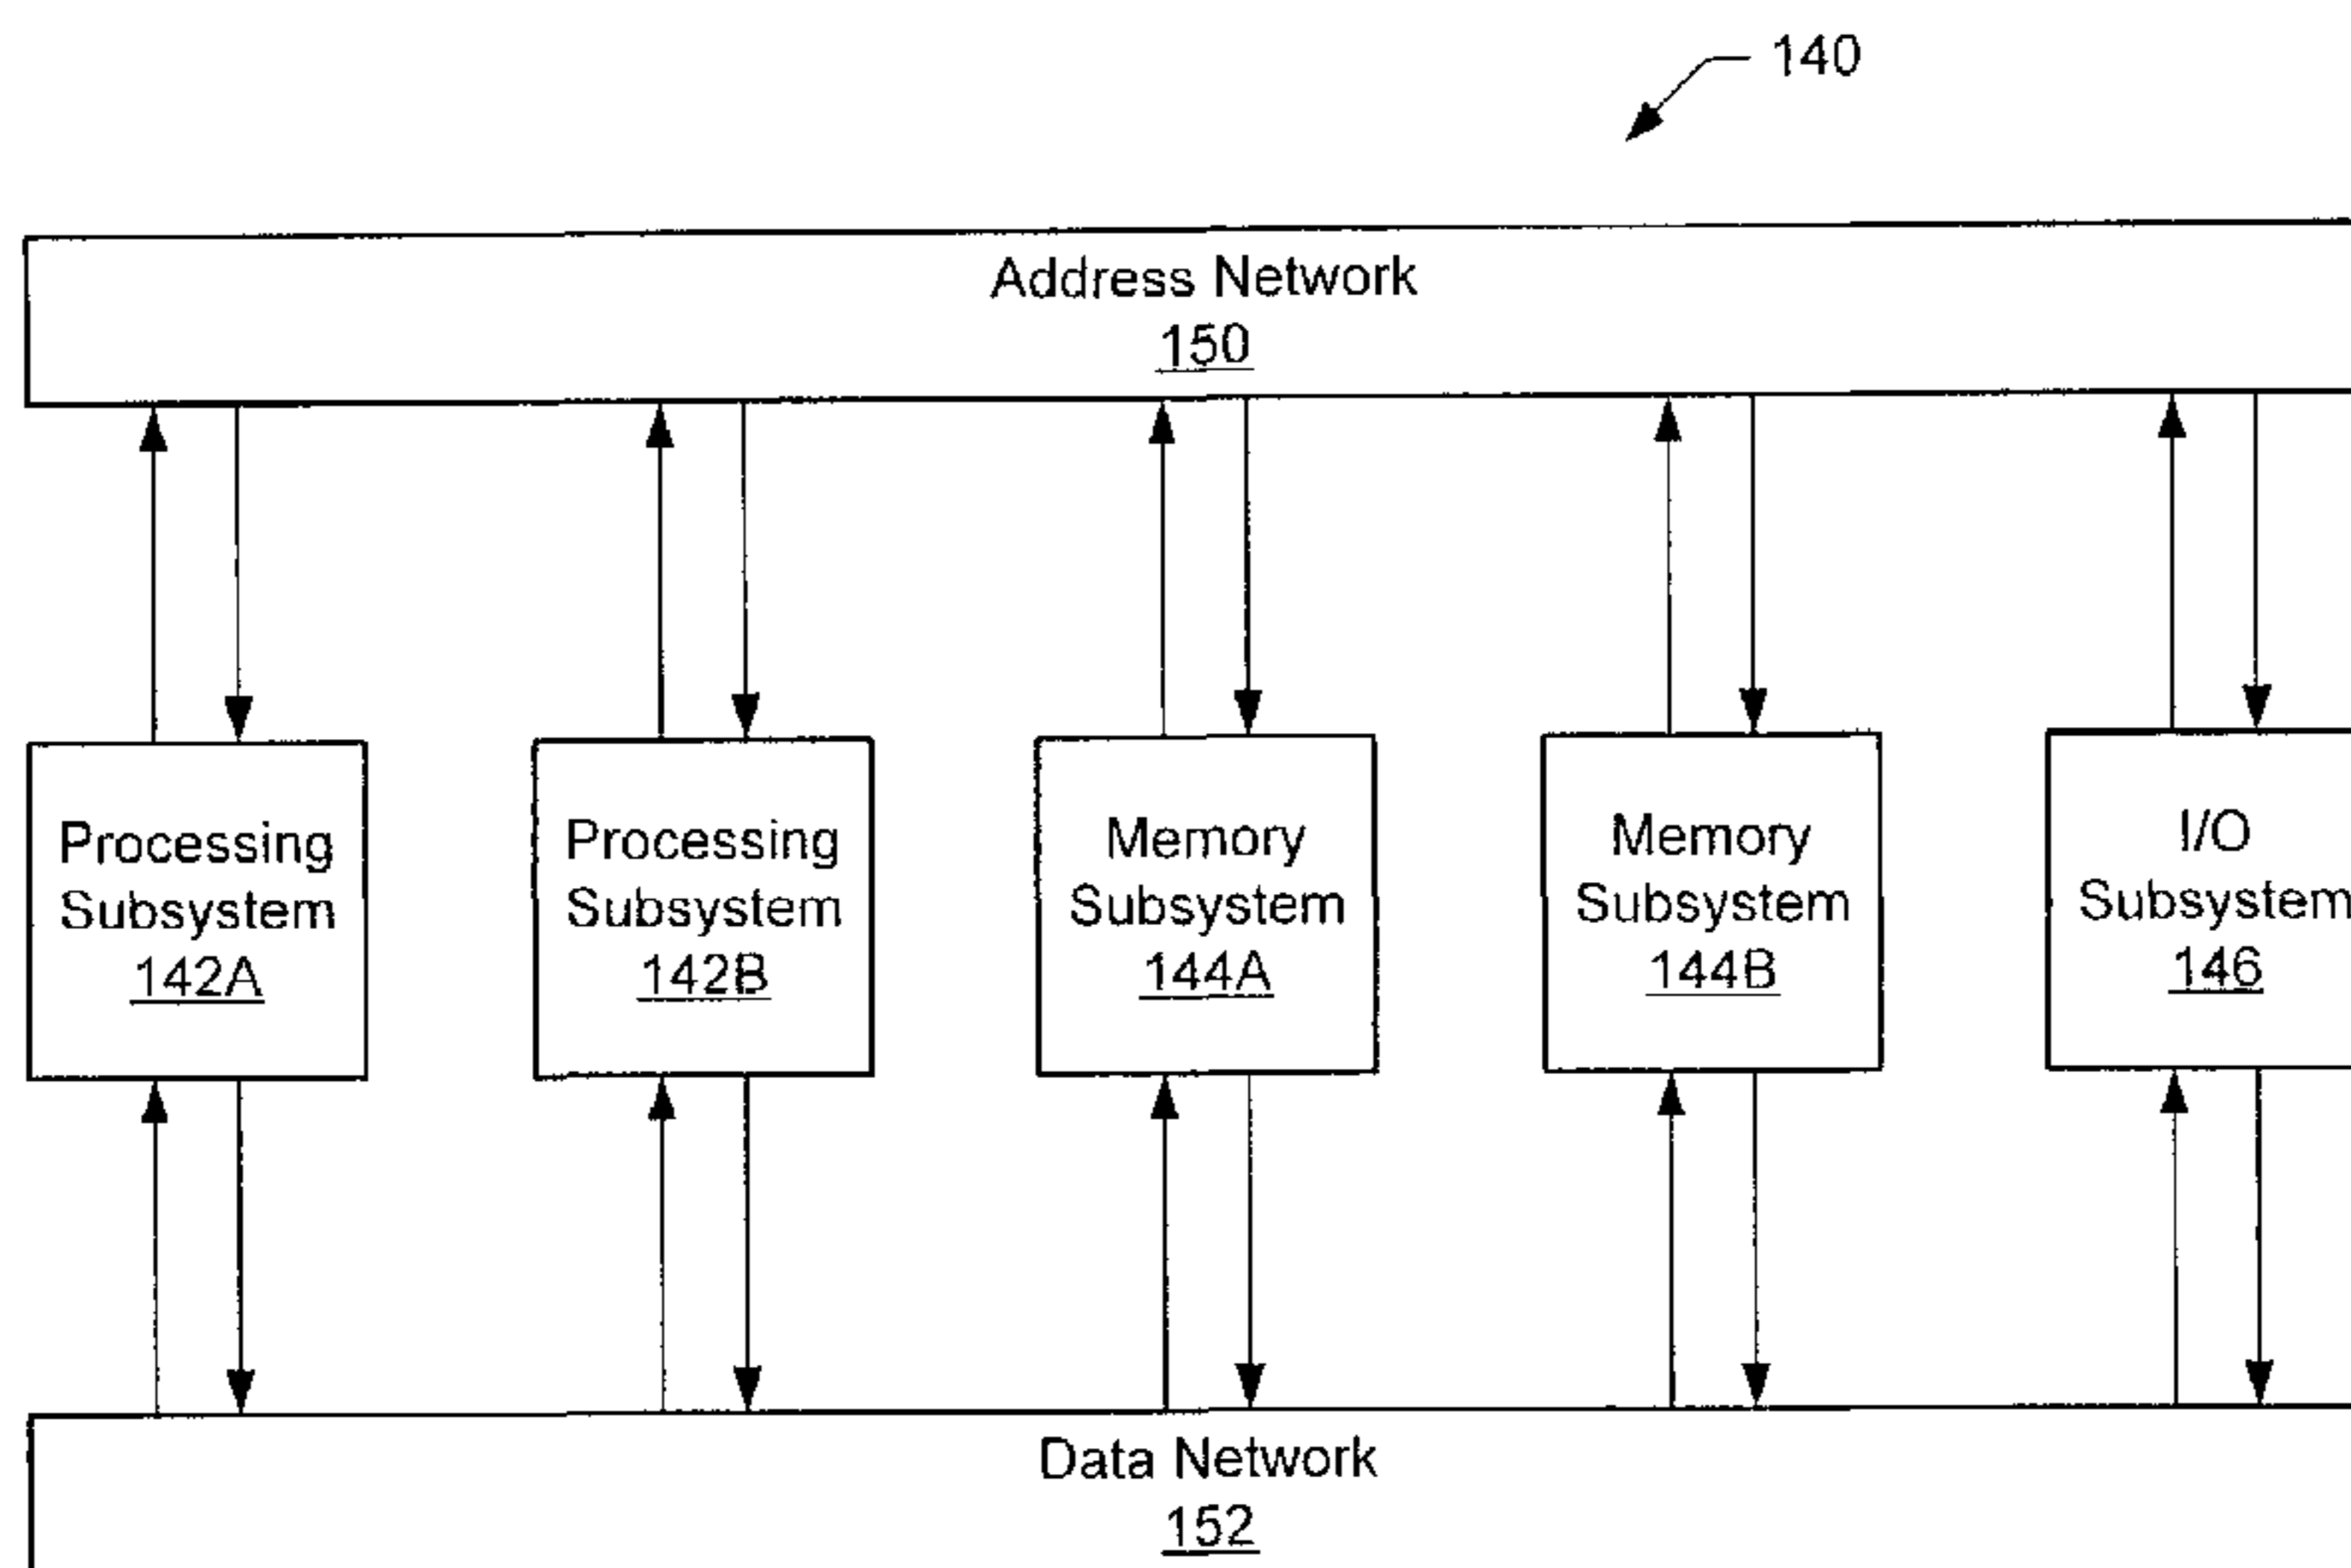 140
Address Network
150
Processing
Subsystem
142A
Processing
Subsystem
142B
Memory
Subsystem
144A
Memory
Subsystem
144B
I/O
Subsystem
146
Data Network
152